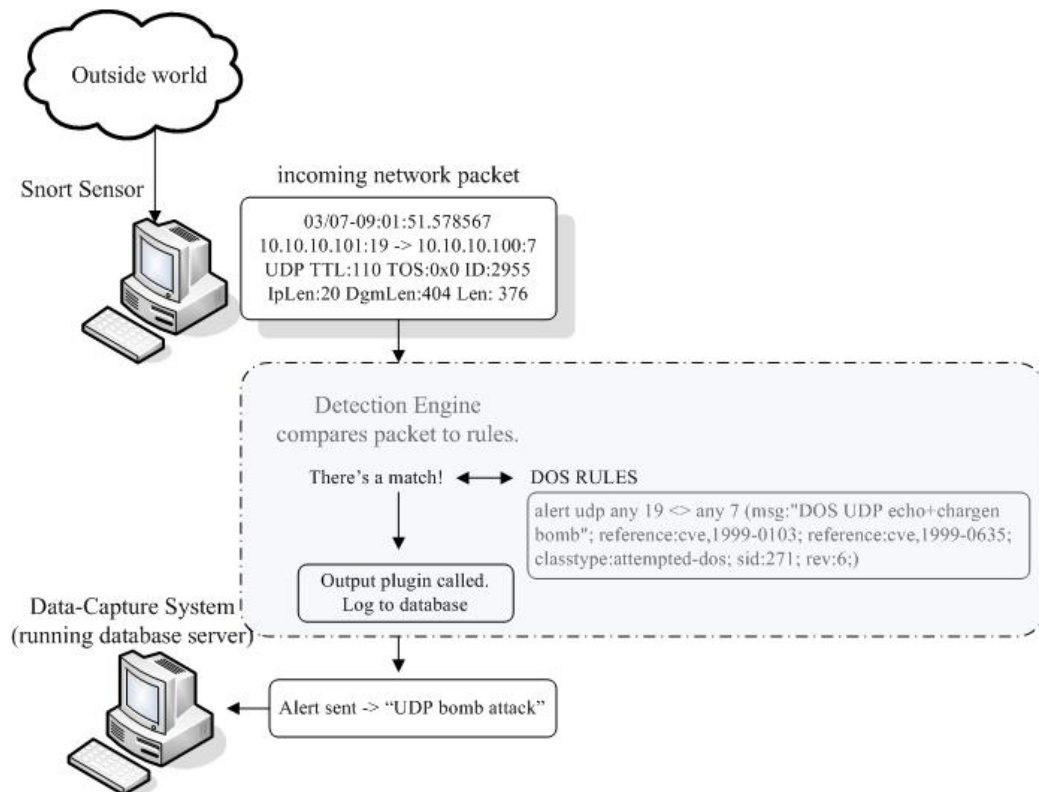 Outside world
Snort Sensor
incoming network packet
03/07-09:01:51.578567
10.10.10.101:19 -> 10.10.10.100:7
UDP TTL:110 TOS:0x0 ID:2955
IpLen:20 DgmLen:404 Len: 376
Detection Engine
compares packet to rules.
There's a match!
DOS RULES
alert udp any 19 <> any 7 (msg:"DOS UDP echo+chargen
bomb"; reference:cve,1999-0103; reference:cve,1999-0635;
classtype:attempted-dos; sid:271; rev:6;)
Output plugin called.
Log to database
Data-Capture System
(running database server)
Alert sent -> “UDP bomb attack”